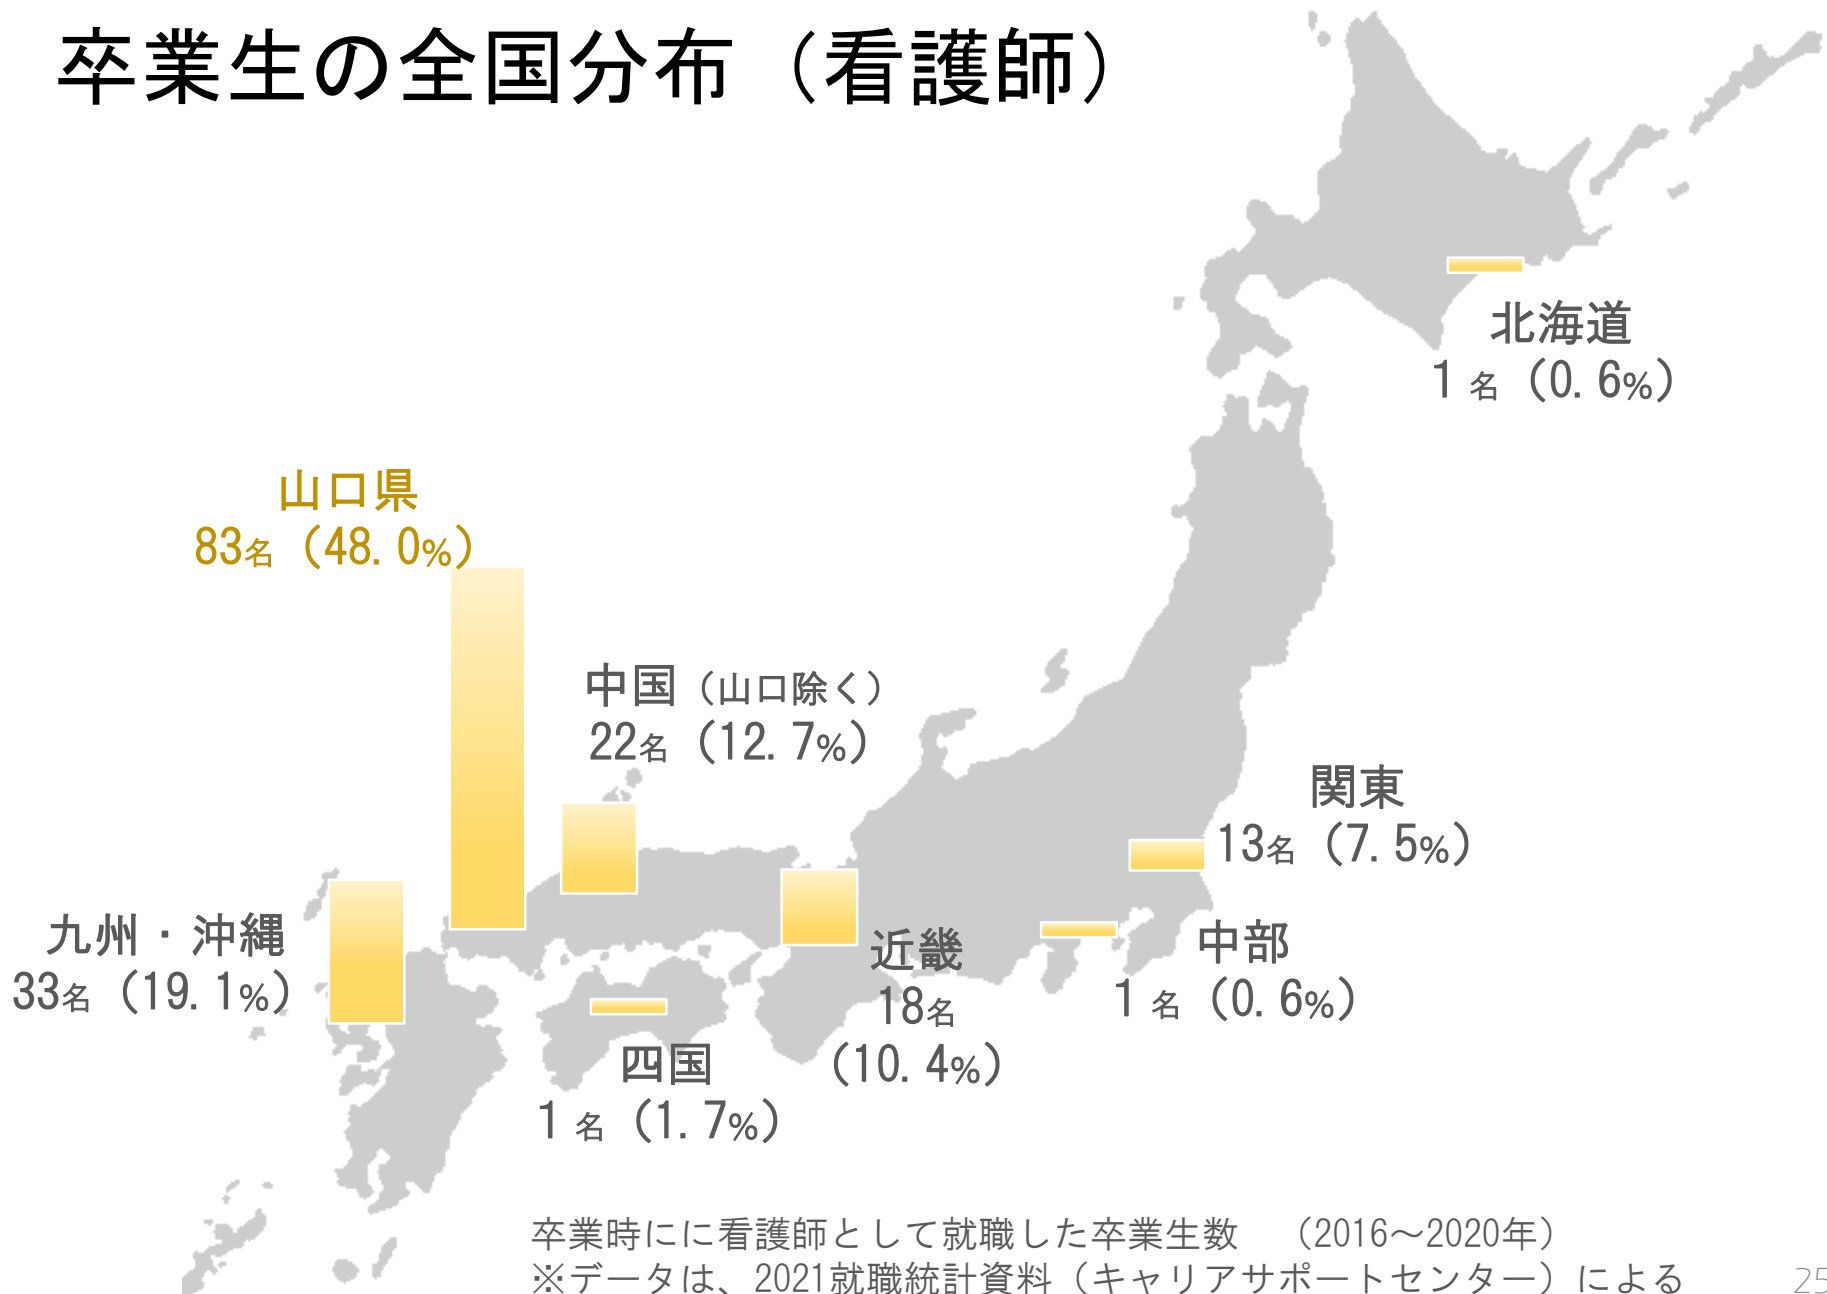 卒業生の全国分布（看護師）
北海道
1名（0.6%）
山口県
83名（48.0%）
中国（山口除く）
22名（12.7%）
関東
13名（7.5%）
九州・沖縄
33名（19.1%）
近畿
18名
（10.4%）
中部
1名（0.6%）
四国
1名（1.7%）
卒業時にに看護師として就職した卒業生数　（2016～2020年）
※データは、2021就職統計資料（キャリアサポートセンター）による
25